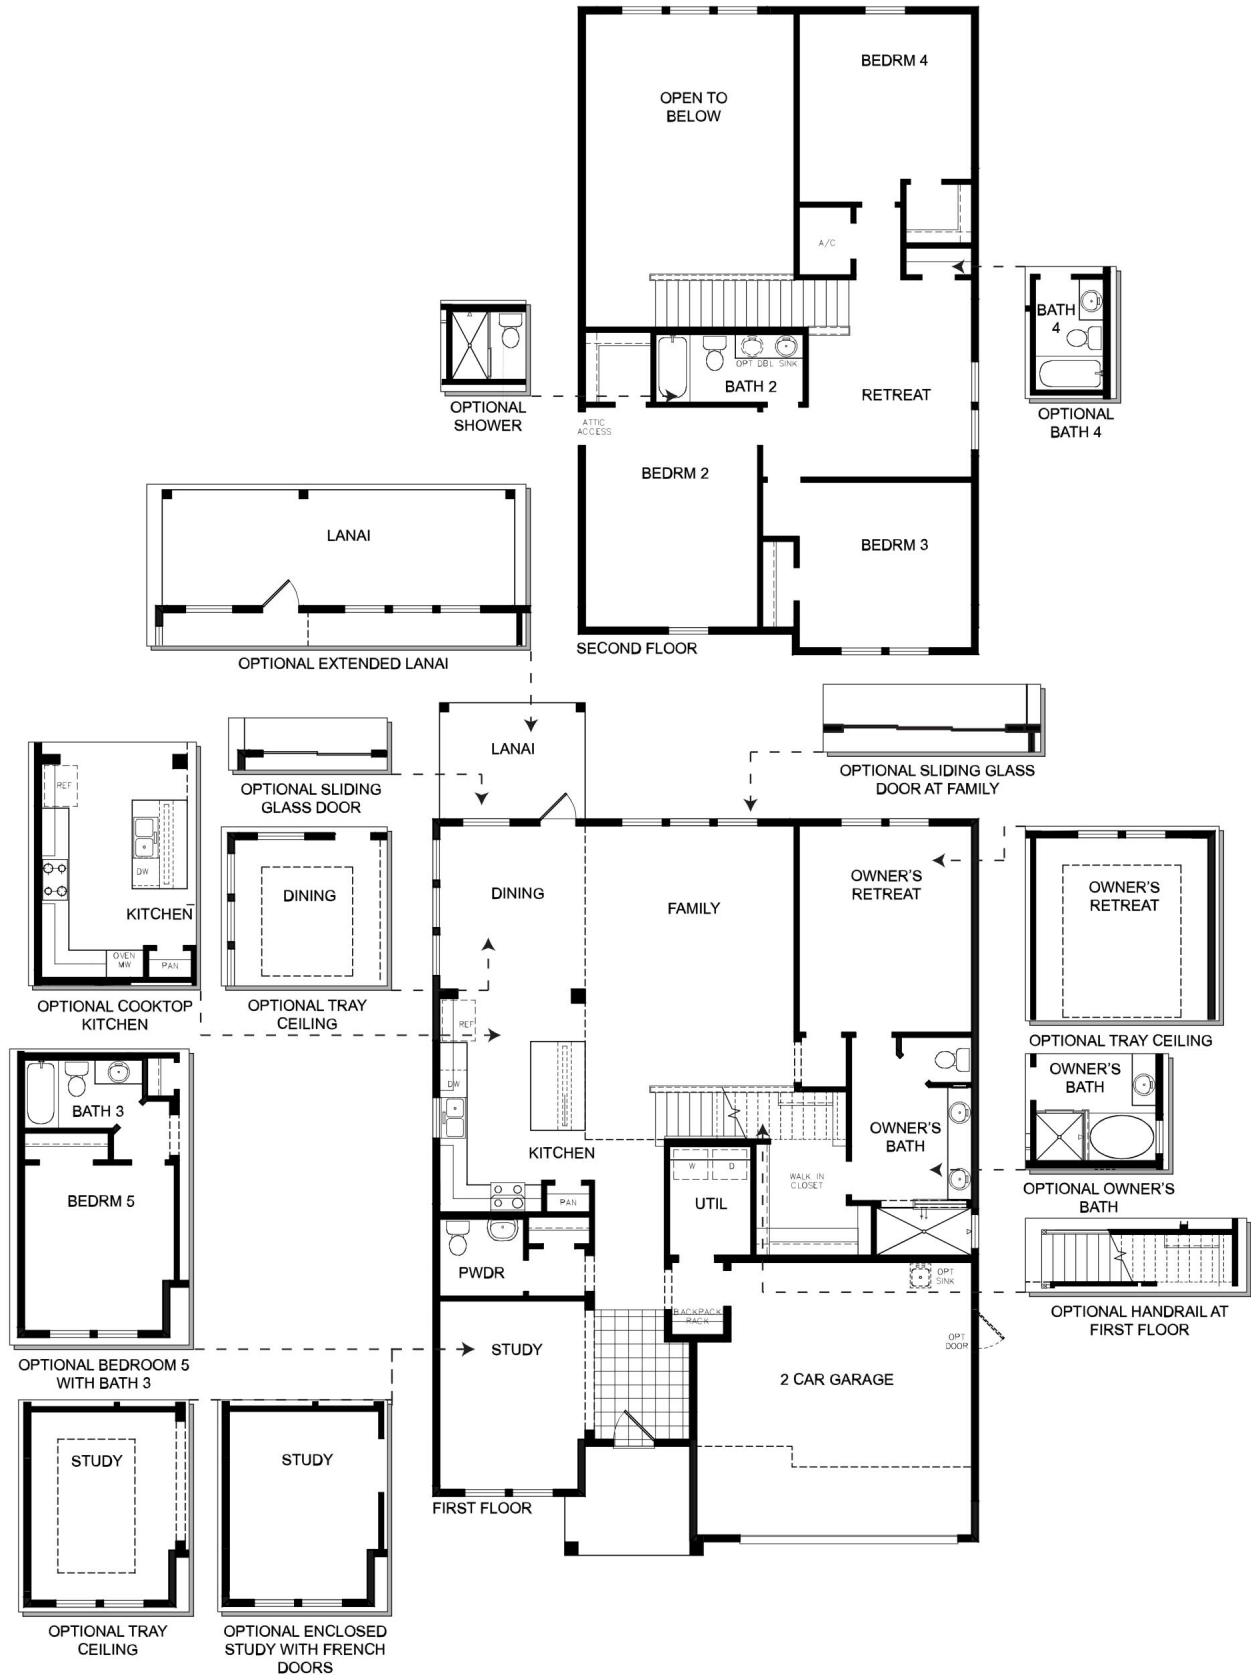 BEDRM 4
OPEN TO
BELOW
A/C
OPT DBL SINK
BATH 2
RETREAT
ATTIC
ACCESS
BEDRM 2
BEDRM 3
SECOND FLOOR
OPTIONAL
SHOWER
BATH
4
OPTIONAL
BATH 4
LANAI
OPTIONAL EXTENDED LANAI
OPTIONAL SLIDING
GLASS DOOR
OPTIONAL SLIDING GLASS
DOOR AT FAMILY
REF
DW
KITCHEN
OVEN
MW
PAN
OPTIONAL COOKTOP
KITCHEN
DINING
OPTIONAL TRAY
CEILING
LANAI
DINING
FAMILY
OWNER'S
RETREAT
REF
DW
KITCHEN
PAN
PWDR
W
D
UTIL
WALK IN
CLOSET
OWNER'S
BATH
BACKPACK
RACK
OPT
SINK
OPT
DOOR
STUDY
2 CAR GARAGE
FIRST FLOOR
OWNER'S
RETREAT
OPTIONAL TRAY CEILING
OWNER'S
BATH
OPTIONAL OWNER'S
BATH
OPTIONAL HANDRAIL AT
FIRST FLOOR
BATH 3
BEDRM 5
OPTIONAL BEDROOM 5
WITH BATH 3
STUDY
OPTIONAL TRAY
CEILING
STUDY
OPTIONAL ENCLOSED
STUDY WITH FRENCH
DOORS